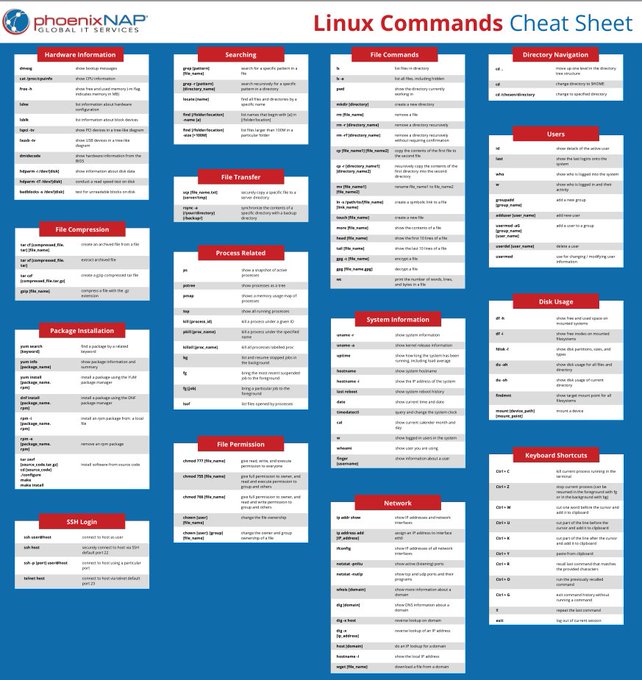 phoenixNAP®
GLOBAL IT SERVICES
Linux Commands Cheat Sheet
Hardware Information
dmesg show bootup messages
cat /proc/cpuinfo show CPU information
free -h show free and used memory (-m flag
indicates memory in MB)
lshw list information about hardware
configuration
lsblk list information about block devices
lspci -tv show PCI devices in a tree-like diagram
lsusb -tv show USB devices in a tree-like
diagram
dmidecode show hardware information from the
BIOS
hdparm -i /dev/[disk] show information about disk data
hdparm -tT /dev/[disk] conduct a read speed test on disk
badblocks -s /dev/[disk] test for unreadable blocks on disk
File Compression
tar cf [compressed_file.
tar] [file_name] create an archived file from a file
tar xf [compressed_file.
tar] extract archived file
tar czf
[compressed_file.tar.gz] create a gzip compressed tar file
gzip [file_name] compress a file with the .gz
extension
Package Installation
yum search
[keyword] find a package by a related
keyword
yum info
[package_name.
rpm] show package information and
summary
yum install
[package_name.
rpm] install a package using the YUM
package manager
dnf install
[package_name.
rpm] install a package using the DNF
package manager
rpm -i
[package_name.
rpm] install an rpm package from a local
file
rpm -e
[package_name.
rpm] remove an rpm package
tar zxvf
[source_code.tar.gz]
cd [source_code]
./configure
make
make install
install software from source code
SSH Login
ssh user@host connect to host as user
ssh host securely connect to host via SSH
default port 22
ssh -p [port] user@host connect to host using a particular
port
telnet host connect to host via telnet default
port 23
Searching
grep [pattern]
[file_name] search for a specific pattern in a
file
grep -r [pattern]
[directory_name] search recursively for a specific
pattern in a directory
locate [name] find all files and directories by a
specific name
find [/folder/location]
-name [a] list names that begin with [a] in
[/folder/location]
find [/folder/location]
-size [+100M] find files larger than 100M in a
particular folder
File Transfer
scp [file_name.txt]
[server/tmp] securely copy a specific file to a
server directory
rsync -a
[/your/directory]
[/backup/] synchronize the contents of a
specific directory with a backup
directory
Process Related
ps show a snapshot of active
processes
pstree show processes as a tree
pmap show a memory usage map of
processes
top show all running processes
kill [process_id] kill a process under a given ID
pkill [proc_name] kill a process under the specified
name
killall [proc_name] kill all processes labelled proc
bg list and resume stopped jobs in the
background
fg bring the most recent suspended
job to the foreground
fg [job] bring a particular job to the
foreground
lsof list files opened by processes
File Permission
chmod 777 [file_name] give read, write, and execute
permission to everyone
chmod 755 [file_name] give full permission to owner, and
read and execute permission to
group and others
chmod 766 [file_name] give full permission to owner, and
read and write permission to group
and others
chown [user]
[file_name] change the file ownership
chown [user]:[group]
[file_name] change the owner and group
ownership of a file
File Commands
ls list files in directory
ls -a list all files, including hidden
pwd show the directory currently
working in
mkdir [directory] create a new directory
rm [file_name] remove a file
rm -r [directory_name] remove a directory recursively
rm -rf [directory_name] remove a directory recursively
without requiring confirmation
cp [file_name1] [file_name2] copy the contents of the first file to
the second file
cp -r [directory_name1]
[directory_name2] recursively copy the contents of the
first directory into the second
directory
mv [file_name1]
[file_name2] rename file_name1 to file_name2
ln -s /path/to/[file_name]
[link_name] create a symbolic link to a file
touch [file_name] create a new file
more [file_name] show the contents of a file
head [file_name] show the first 10 lines of a file
tail [file_name] show the last 10 lines of a file
gpg -c [file_name] encrypt a file
gpg [file_name.gpg] decrypt a file
wc print the number of words, lines,
and bytes in a file
System Information
uname -r show system information
uname -a show kernel release information
uptime show how long the system has been
running, including load average
hostname show system hostname
hostname -i show the IP address of the system
last reboot show system reboot history
date show current time and date
timedatectl query and change the system clock
cal show current calendar month and
day
w show logged in users in the system
whoami show user you are using
finger
[username] show information about a user
Network
ip addr show show IP addresses and network
interfaces
ip address add
[IP_address] assign an IP address to interface
eth0
ifconfig show IP addresses of all network
interfaces
netstat -pnltu show active (listening) ports
netstat -nutlp show tcp and udp ports and their
programs
whois [domain] show more information about a
domain
dig [domain] show DNS information about a
domain
dig -x host reverse lookup on domain
dig -x
[ip_address] reverse lookup of an IP address
host [domain] do an IP lookup for a domain
hostname -I show the local IP address
wget [file_name] download a file from a domain
Directory Navigation
cd .. move up one level in the directory
tree structure
cd change directory to $HOME
cd /chosen/directory change to specified directory
Users
id show details of the active user
last show the last logins onto the
system
who show who is logged into the system
w show who is logged in and their
activity
groupadd
[group_name] add a new group
adduser [user_name] add new user
usermod -aG
[group_name]
[user_name] add a user to a group
userdel [user_name] delete a user
usermod use for changing / modifying user
information
Disk Usage
df -h show free and used space on
mounted systems
df -i show free inodes on mounted
filesystems
fdisk -l show disk partitions, sizes, and
types
du -ah show disk usage for all files and
directory
du -sh show disk usage of current
directory
findmnt show target mount point for all
filesystems
mount [device_path]
[mount_point] mount a device
Keyboard Shortcuts
Ctrl + C kill current process running in the
terminal
Ctrl + Z stop current process (can be
resumed in the foreground with fg
or in the background with bg)
Ctrl + W cut one word before the cursor and
add it to clipboard
Ctrl + U cut part of the line before the
cursor and add it to clipboard
Ctrl + K cut part of the line after the cursor
and add it to clipboard
Ctrl + Y paste from clipboard
Ctrl + R recall last command that matches
the provided characters
Ctrl + O run the previously recalled
command
Ctrl + G exit command history without
running a command
!! repeat the last command
exit log out of current session